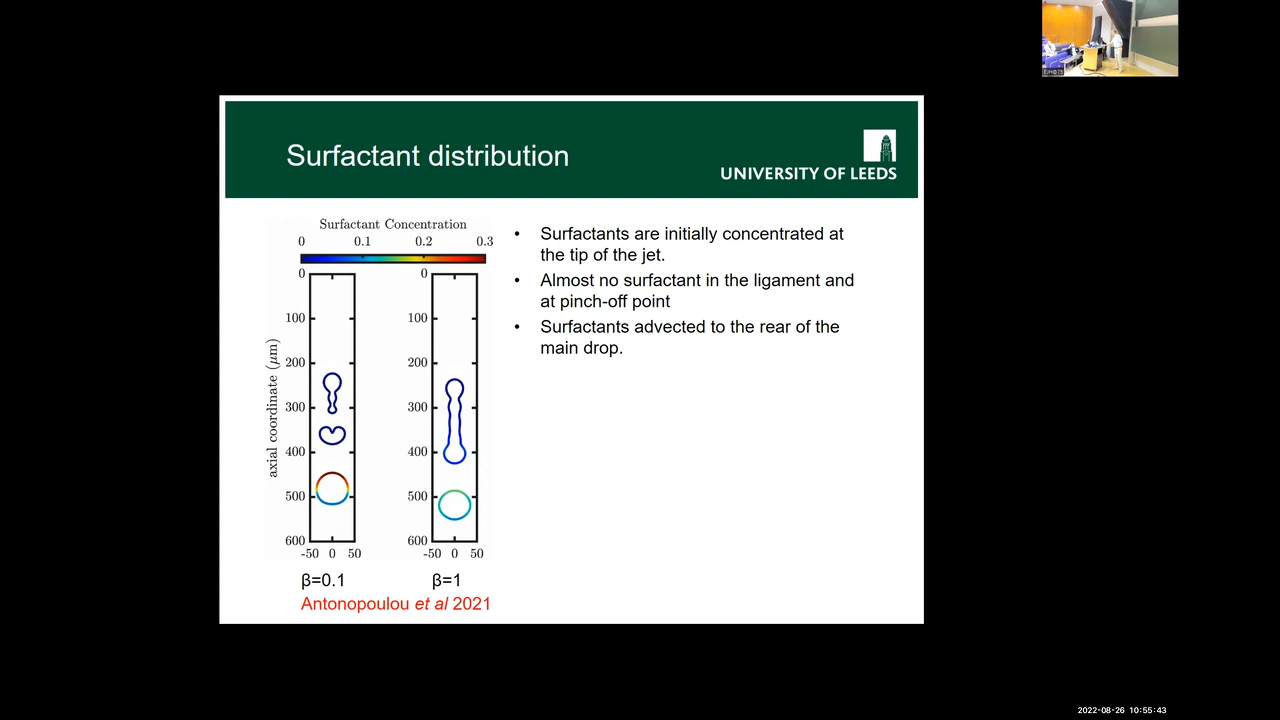 Surfactant distribution
UNIVERSITY OF LEEDS
Surfactant Concentration
0 0.1 0.2 0.3
axial coordinate (μm)
0
100
200
300
400
500
600
-50 0 50
0
100
200
300
400
500
600
-50 0 50
β=0.1
β=1
Antonopoulou et al 2021
• Surfactants are initially concentrated at
the tip of the jet.
• Almost no surfactant in the ligament and
at pinch-off point
• Surfactants advected to the rear of the
main drop.
2022-08-26 10:55:43